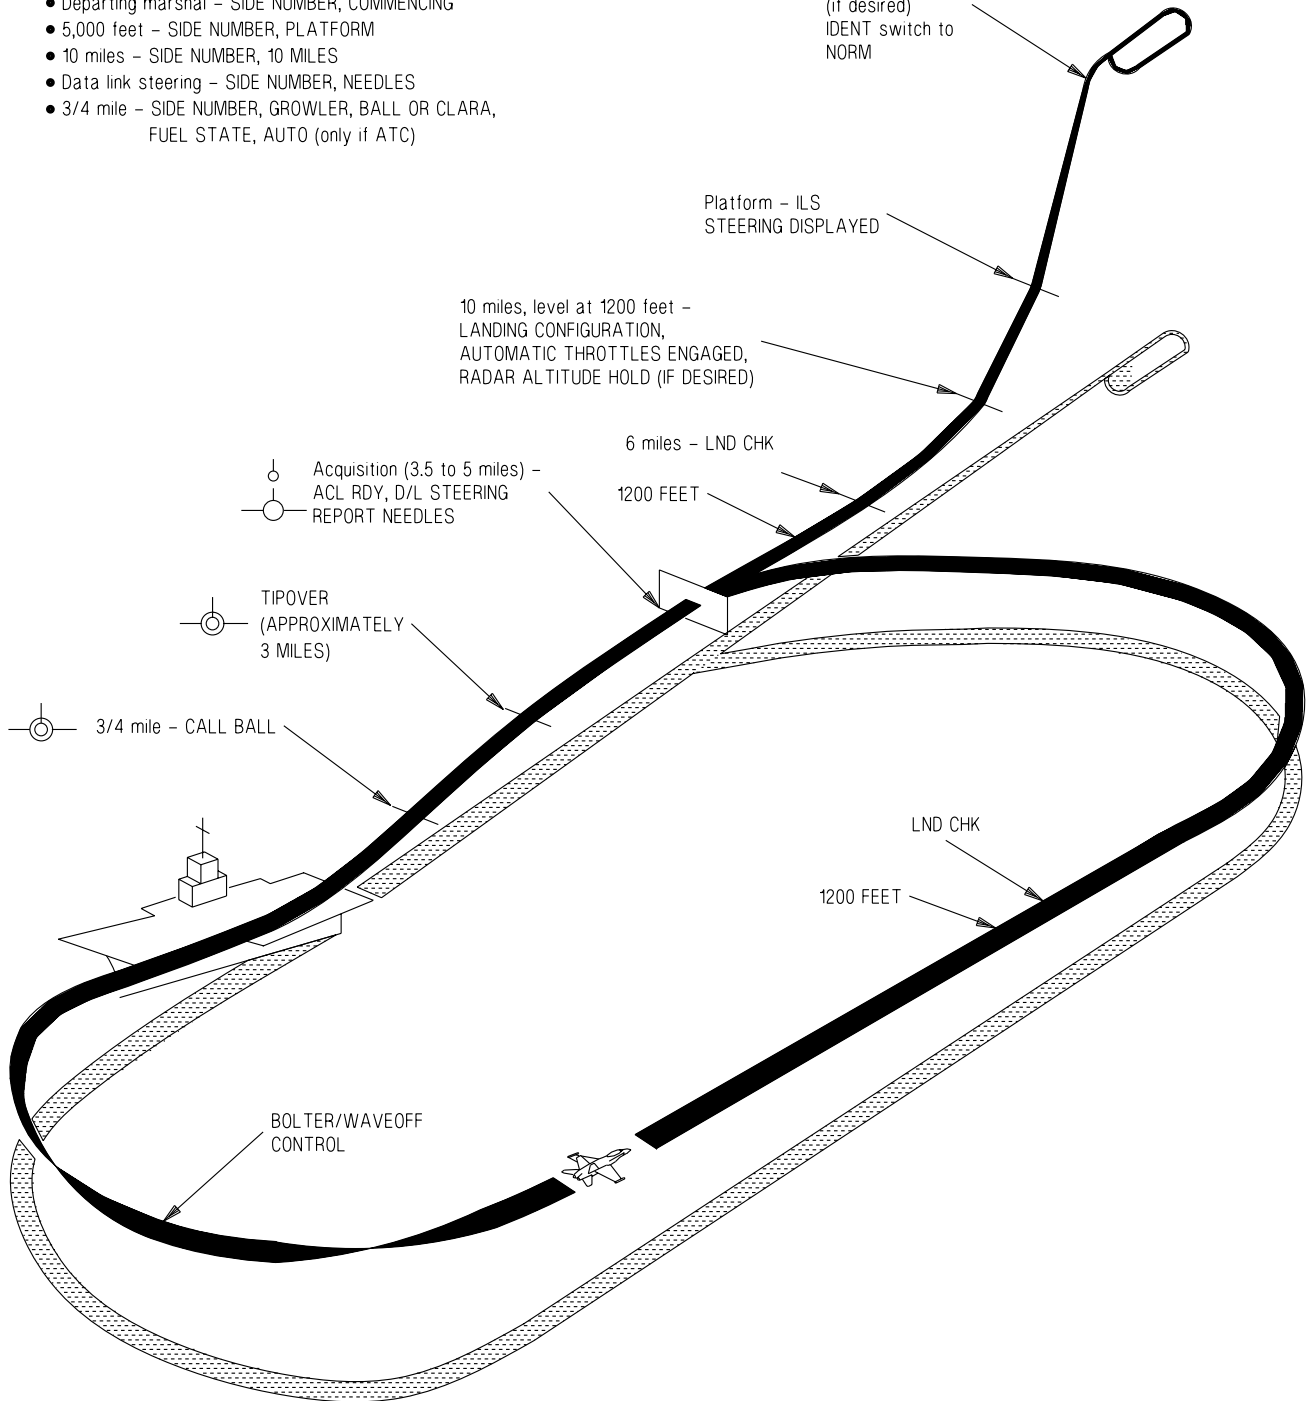 ● Departing marshal – SIDE NUMBER, COMMENCING
● 5,000 feet – SIDE NUMBER, PLATFORM
● 10 miles – SIDE NUMBER, 10 MILES
● Data link steering – SIDE NUMBER, NEEDLES
● 3/4 mile – SIDE NUMBER, GROWLER, BALL OR CLARA,
FUEL STATE, AUTO (only if ATC)
(if desired)
IDENT switch to
NORM
Platform – ILS
STEERING DISPLAYED
10 miles, level at 1200 feet –
LANDING CONFIGURATION,
AUTOMATIC THROTTLES ENGAGED,
RADAR ALTITUDE HOLD (IF DESIRED)
6 miles – LND CHK
1200 FEET
Acquisition (3.5 to 5 miles) –
ACL RDY, D/L STEERING
REPORT NEEDLES
TIPOVER
(APPROXIMATELY
3 MILES)
3/4 mile – CALL BALL
LND CHK
1200 FEET
BOLTER/WAVEOFF
CONTROL